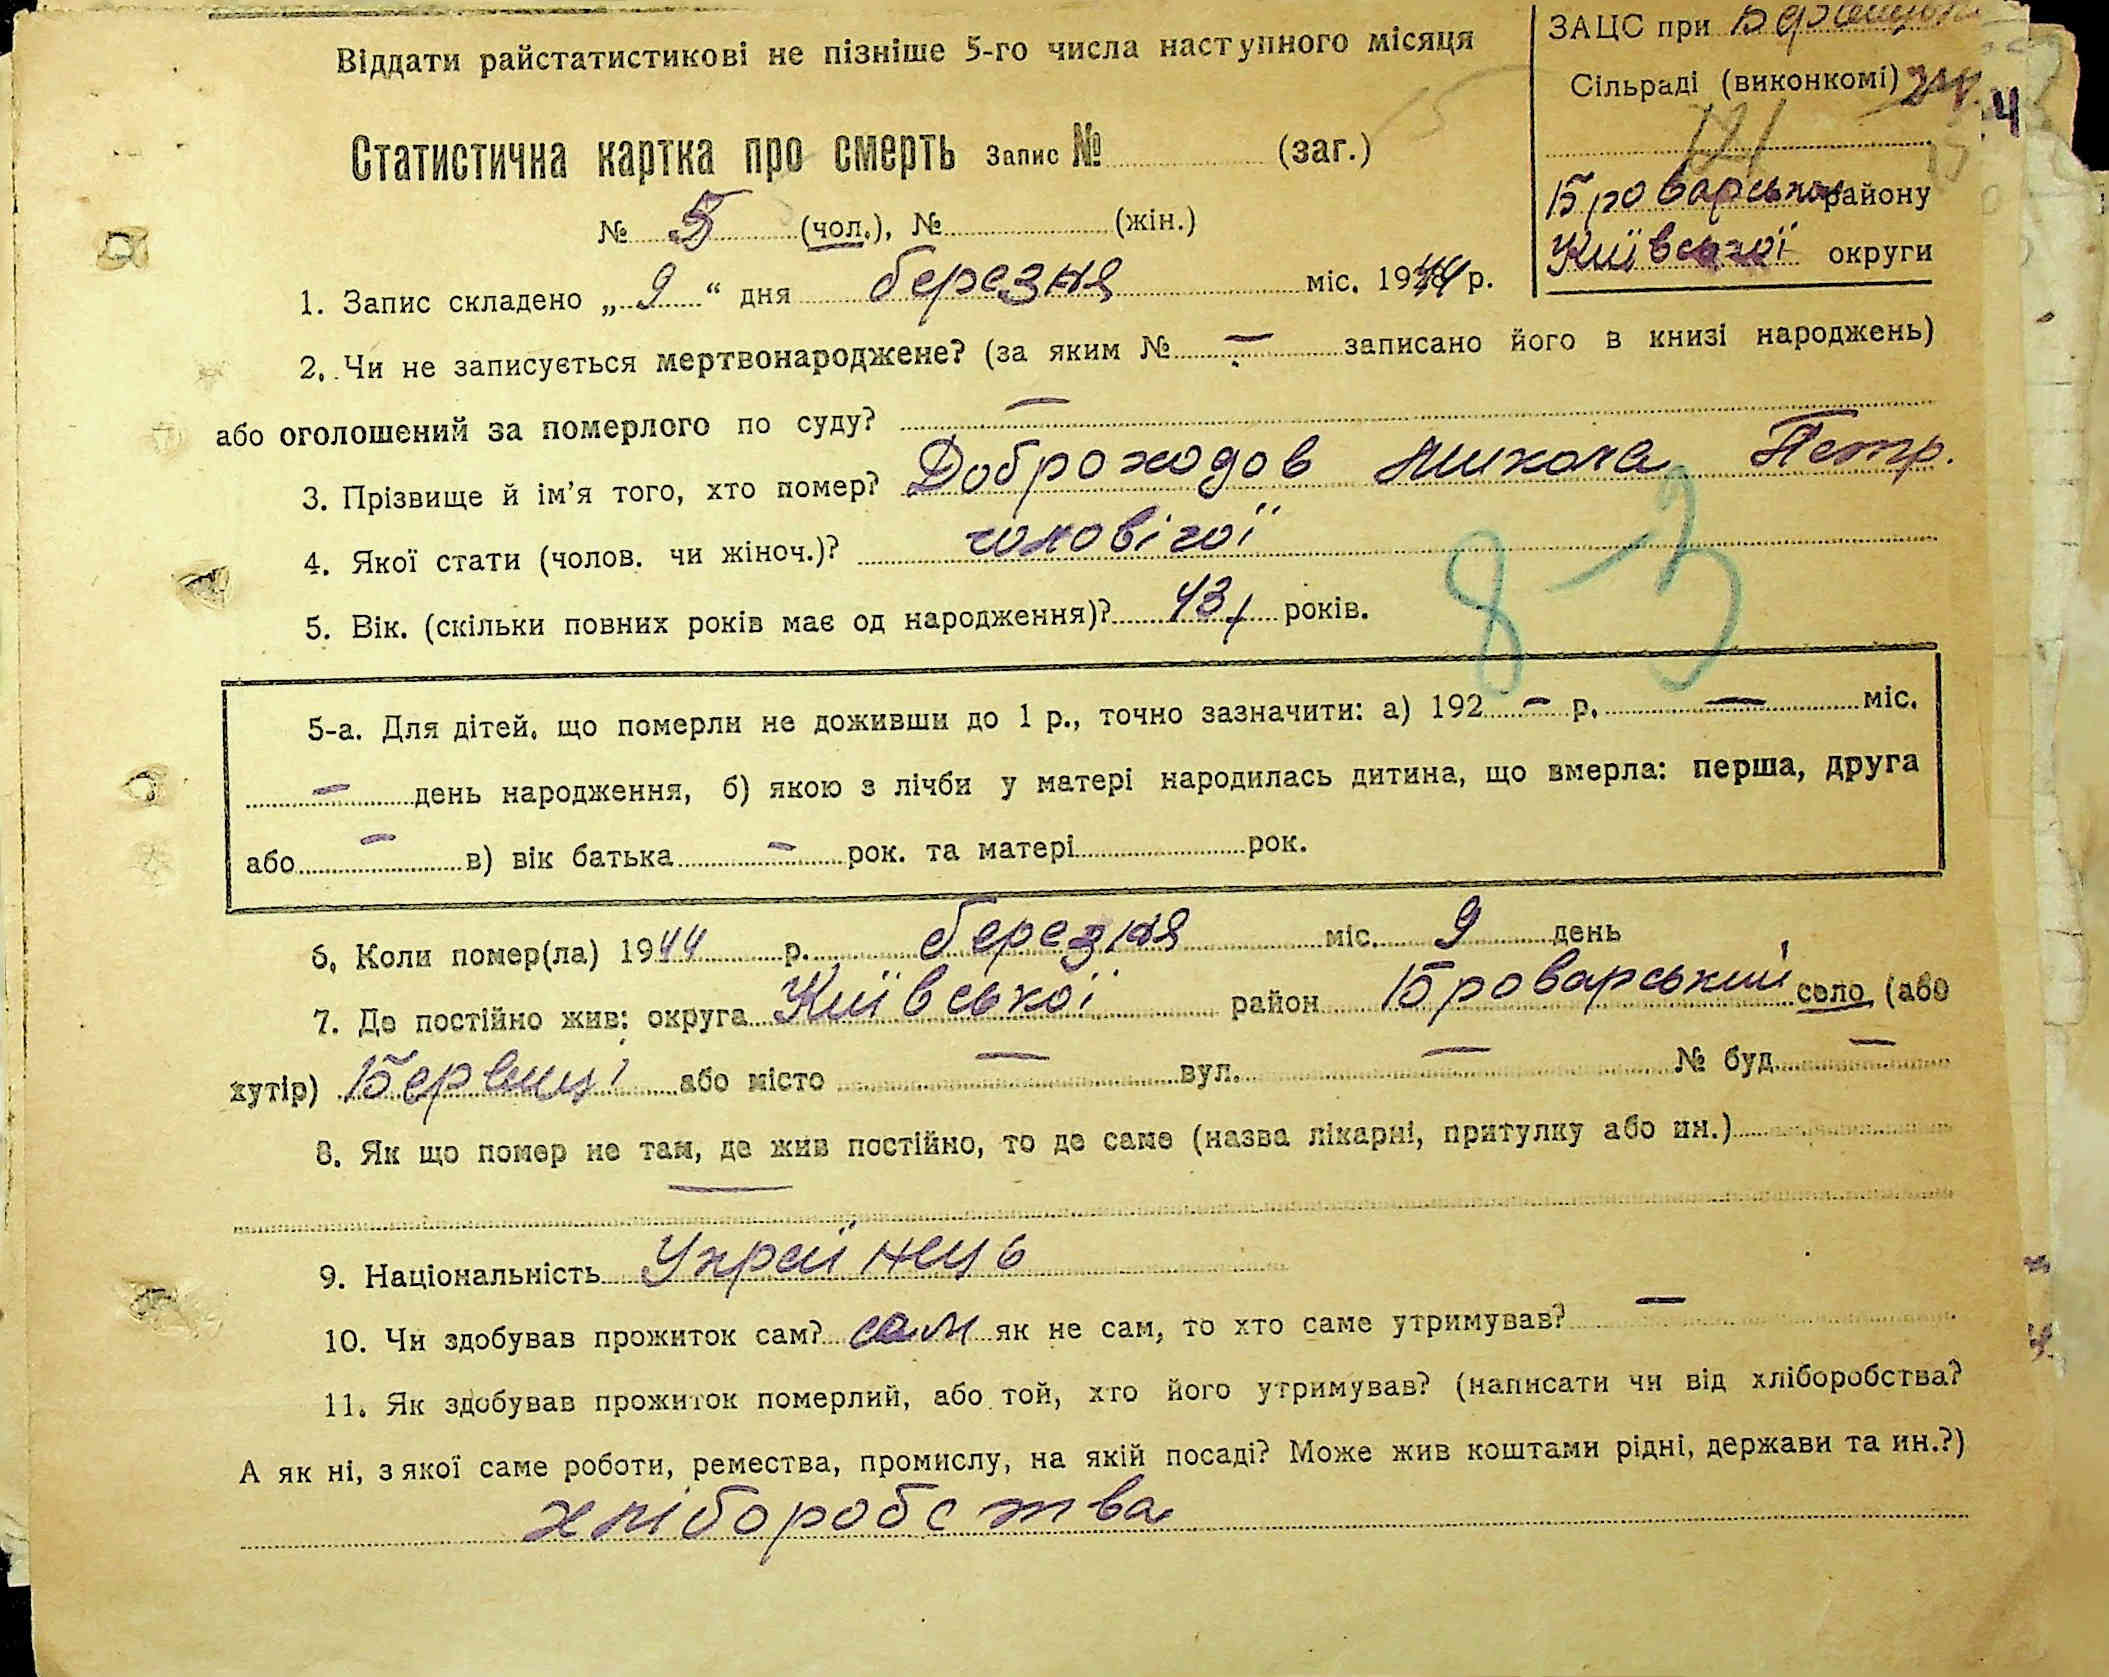 Віддати райстатистикові не пізніше 5-го числа наступного місяця
ЗАЦС при
Сільраді (виконкомі)
Броварського району
Київської округи
Статистична картка про смерть Запис № (заг.)
№ 5 (чол.), № (жін.)
1. Запис складено „ 9 “ дня березня міс. 1944 р.
2. Чи не записується мертвонароджене? (за яким № — записано його в книзі народжень)
або оголошений за померлого по суду? —
3. Прізвище й ім’я того, хто помер? Доброходов Микола Петр.
4. Якої стати (чолов. чи жіноч.)? чоловічої
5. Вік. (скільки повних років має од народження)? 43 років.
8-3
5-а. Для дітей, що померли не доживши до 1 р., точно зазначити: а) 192 — р. — міс.
— день народження, б) якою з лічби у матері народилась дитина, що вмерла: перша, друга
або — в) вік батька — рок. та матері рок.
6. Коли помер(ла) 1944 р. березня міс. 9 день
7. Де постійно жив: округа Київської район Броварський село (або
хутір) Бервиці або місто — вул. — № буд. —
8. Як що помер не там, де жив постійно, то де саме (назва лікарні, притулку або ин.)
—
9. Національність Українець
10. Чи здобував прожиток сам? сам як не сам, то хто саме утримував? —
11. Як здобував прожиток померлий, або той, хто його утримував? (написати чи від хліборобства?
А як ні, з якої саме роботи, ремества, промислу, на якій посаді? Може жив коштами рідні, держави та ин.?)
хліборобства